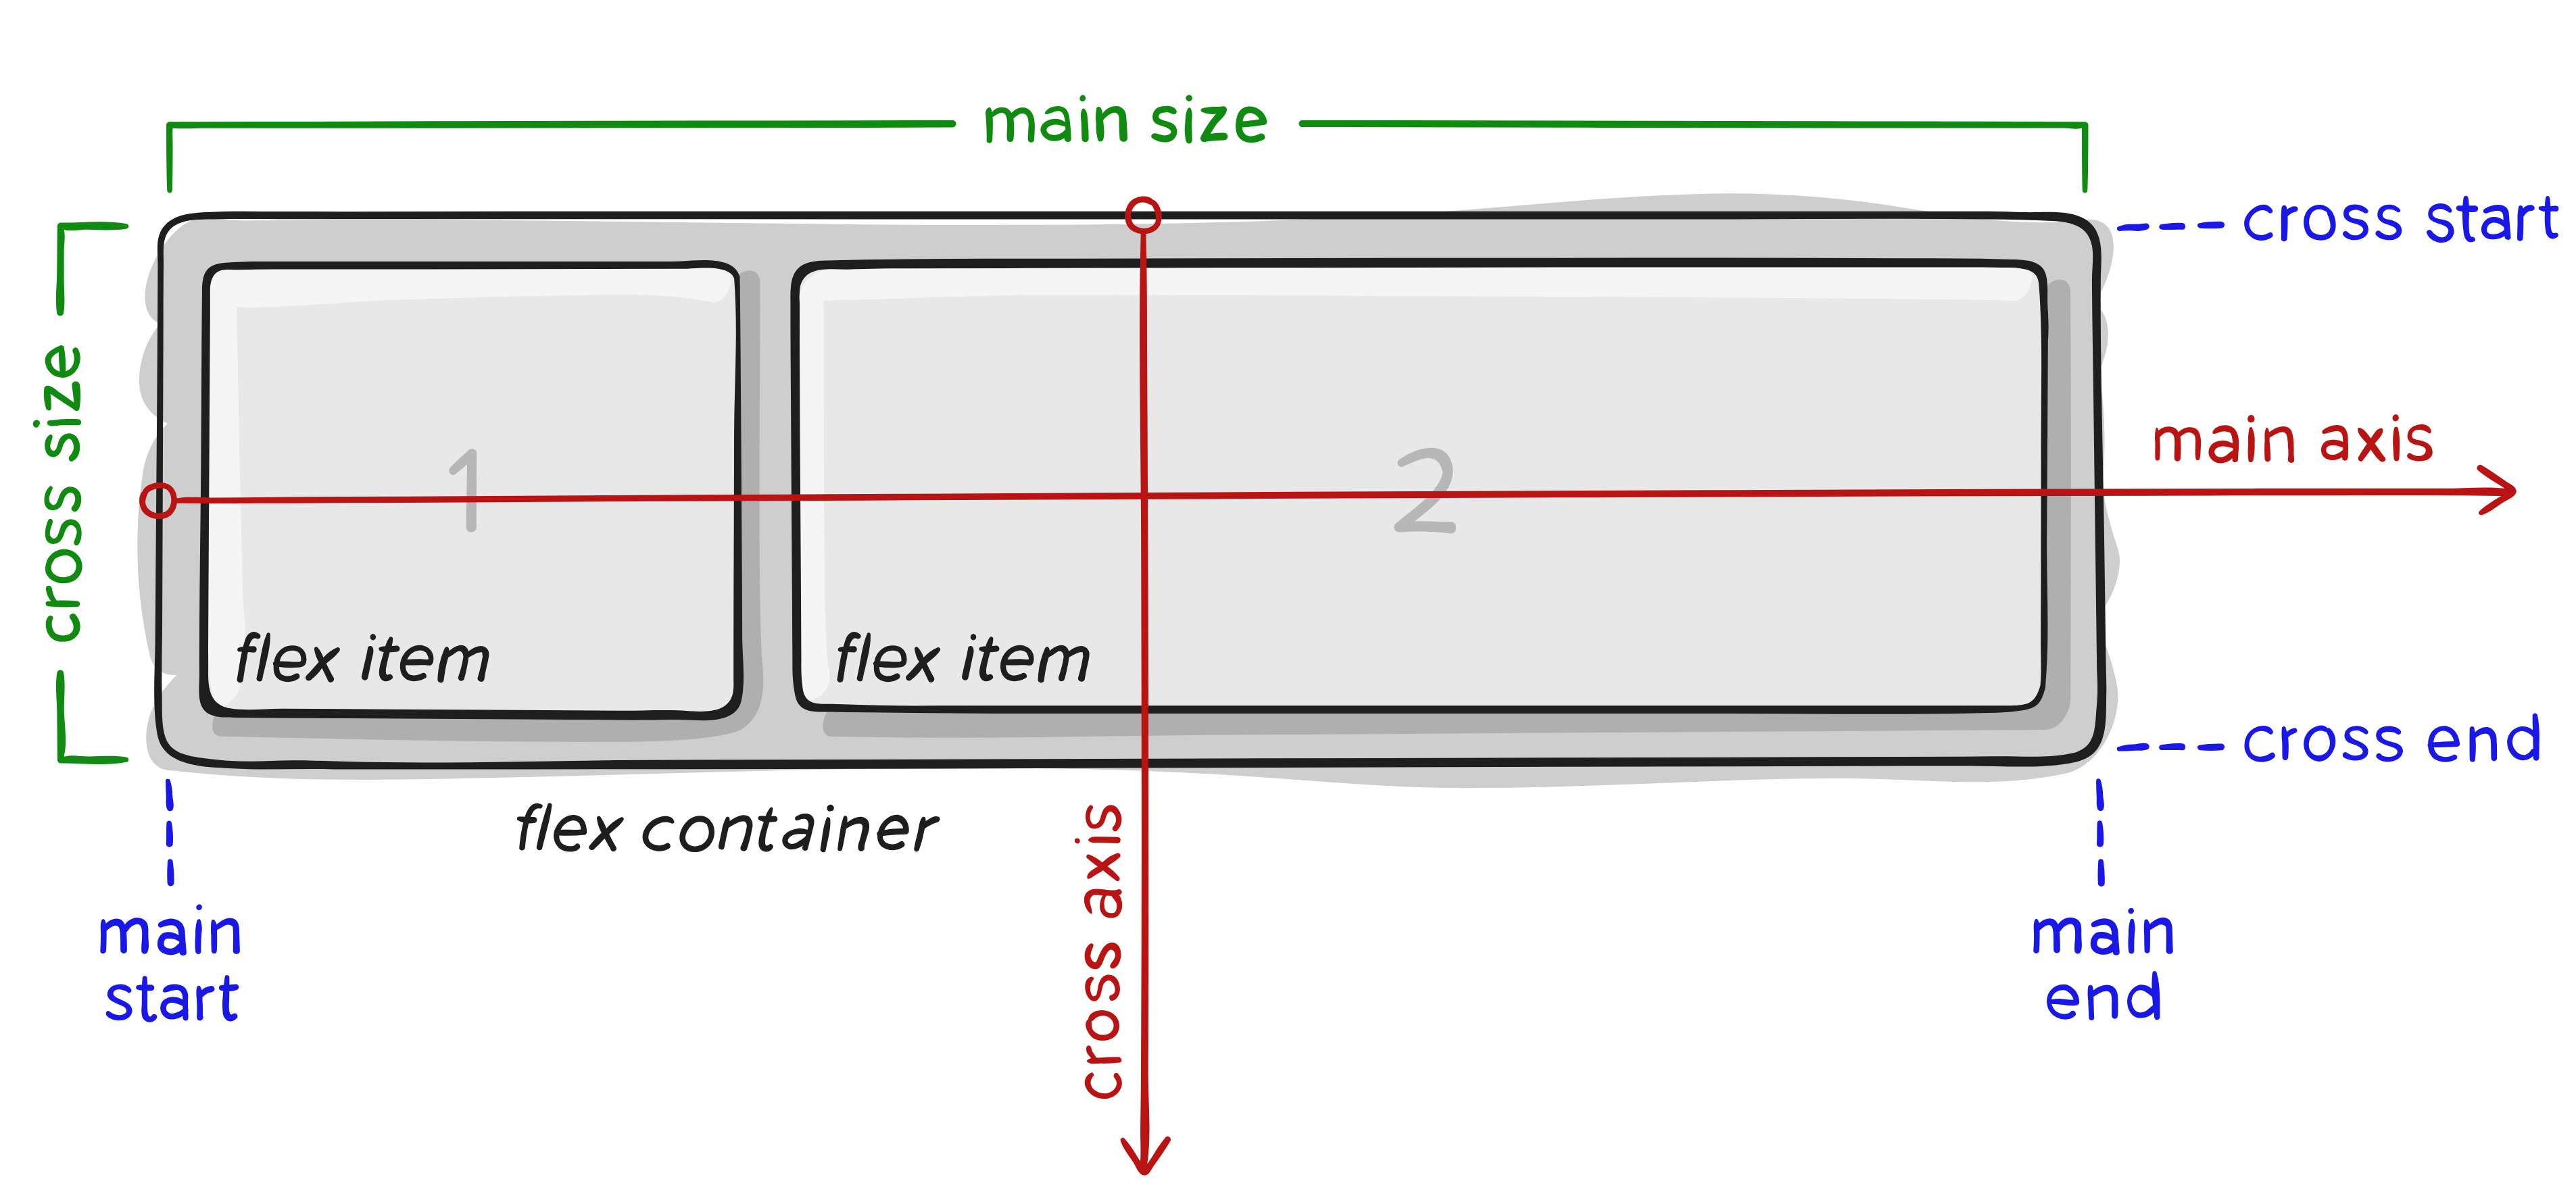 main size
cross start
cross size
main axis
1
2
flex item
flex item
cross end
flex container
cross axis
main
start
main
end